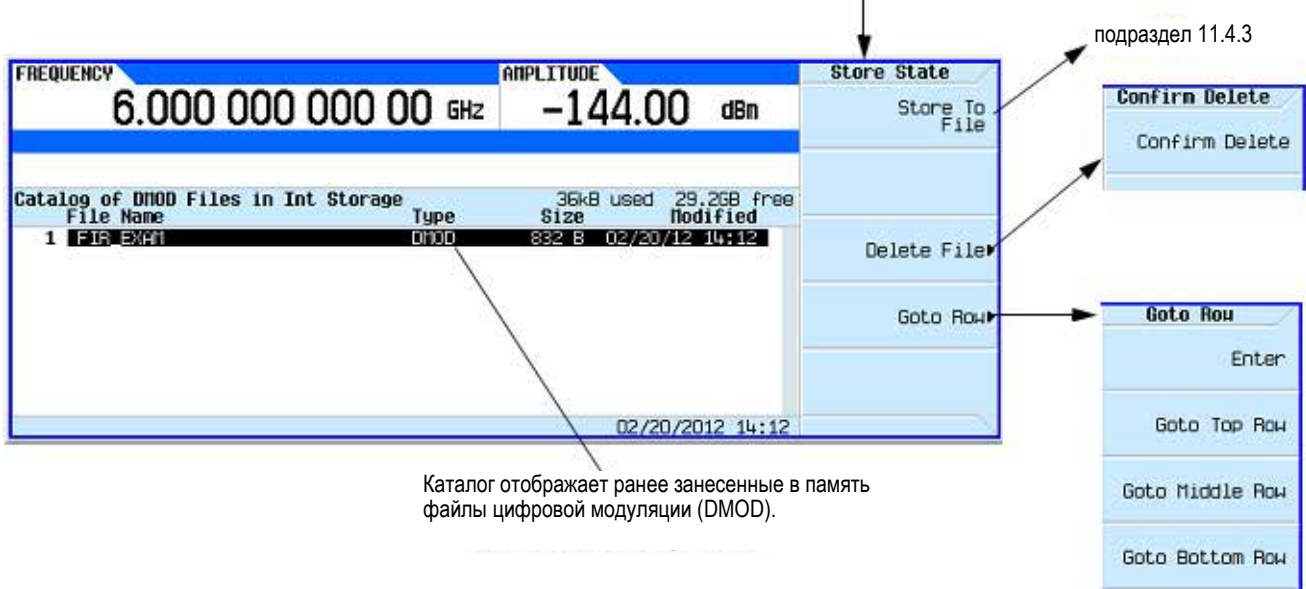 подраздел 11.4.3
FREQUENCY AMPLITUDE Store State
6.000 000 000 00 GHz -144.00 dBm
Store To
File
Confirm Delete
Confirm Delete
Catalog of DMOD Files in Int Storage 36kB used 29.2GB free
File Name Type Size Modified
1 FIR_EXAM DMOD 832 B 02/20/12 14:12
Delete File
Goto Row
Goto Row
Enter
Goto Top Row
Goto Middle Row
Goto Bottom Row
02/20/2012 14:12
Каталог отображает ранее занесенные в память
файлы цифровой модуляции (DMOD).